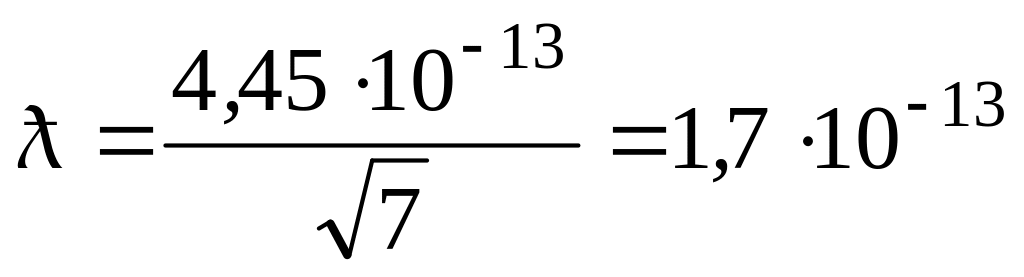 ƛ = 4,45 ·10⁻¹³ / √7 = 1,7 ·10⁻¹³